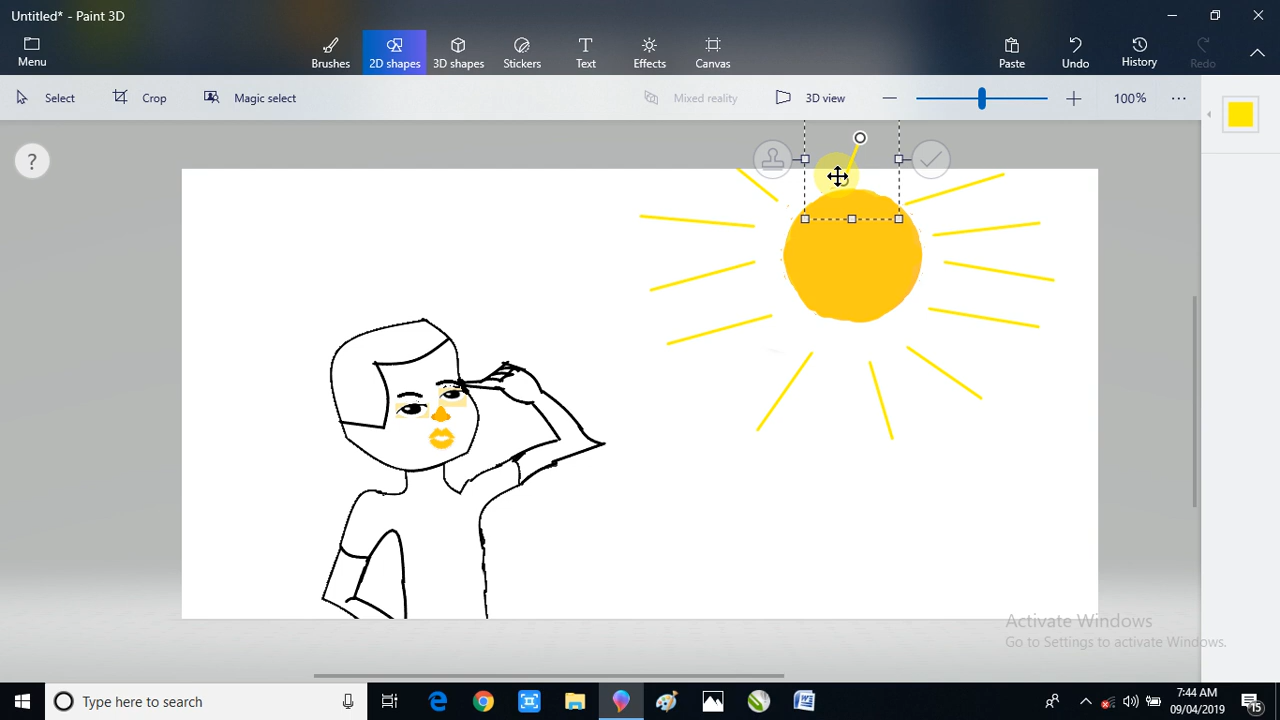 Untitled* - Paint 3D
Menu
Brushes
2D shapes
3D shapes
Stickers
Text
Effects
Canvas
Paste
Undo
History
Redo
Select
Crop
Magic select
Mixed reality
3D view
100%
?
Activate Windows
Go to Settings to activate Windows.
Type here to search
7:44 AM
09/04/2019
15